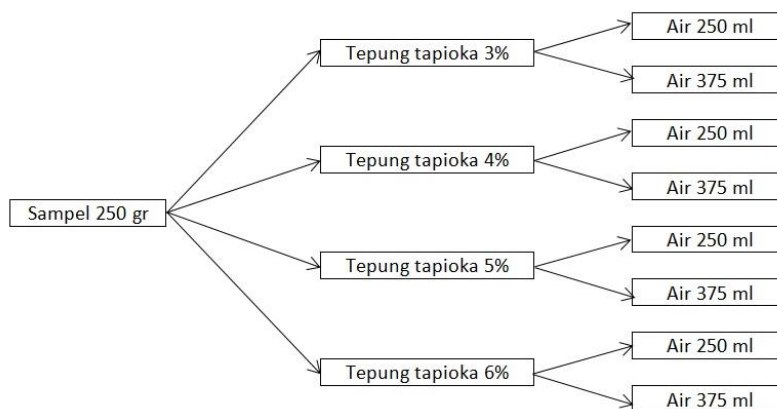 Sampel 250 gr
Tepung tapioka 3%
Air 250 ml
Air 375 ml
Tepung tapioka 4%
Air 250 ml
Air 375 ml
Tepung tapioka 5%
Air 250 ml
Air 375 ml
Tepung tapioka 6%
Air 250 ml
Air 375 ml